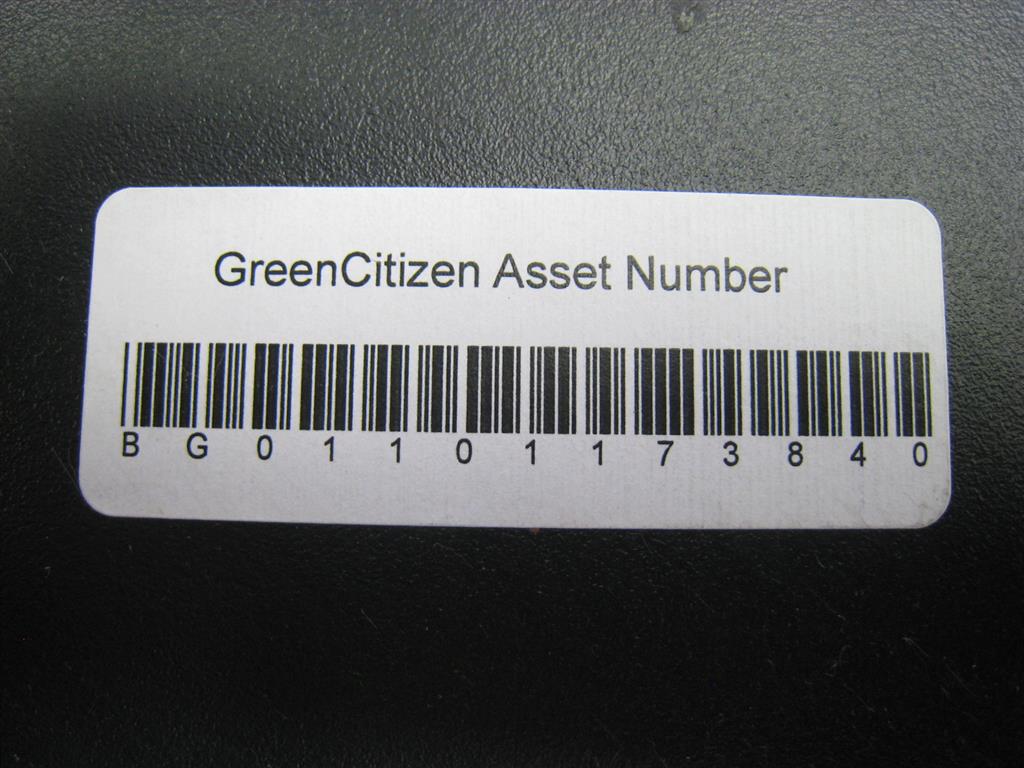 GreenCitizen Asset Number
B G 0 1 1 0 1 1 7 3 8 4 0